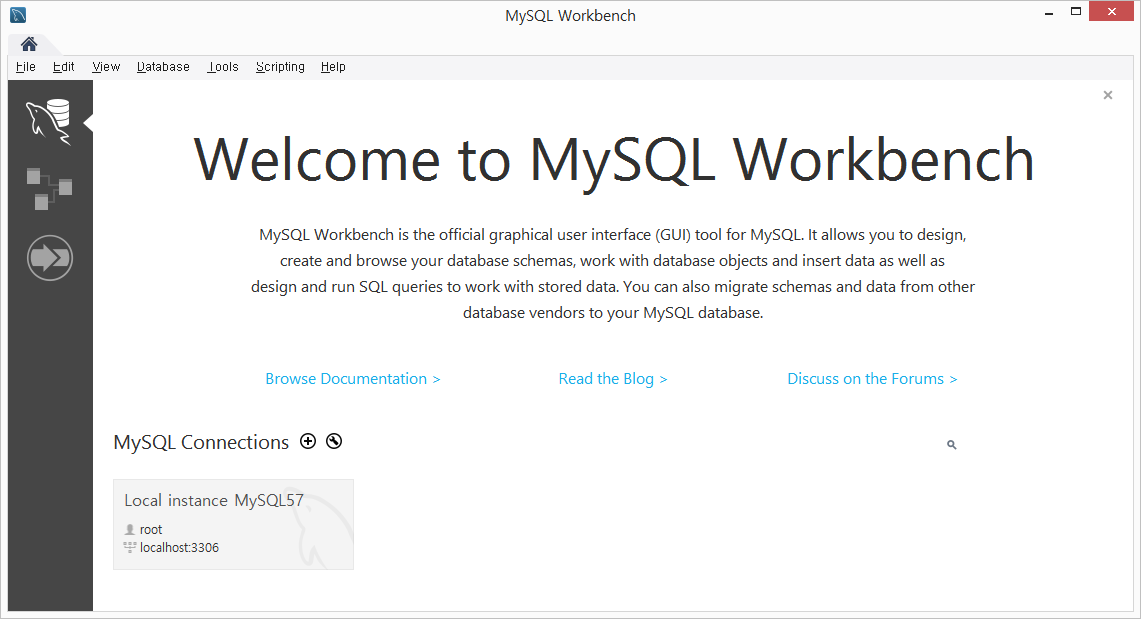 MySQL Workbench
File Edit View Database Tools Scripting Help
Welcome to MySQL Workbench
MySQL Workbench is the official graphical user interface (GUI) tool for MySQL. It allows you to design,
create and browse your database schemas, work with database objects and insert data as well as
design and run SQL queries to work with stored data. You can also migrate schemas and data from other
database vendors to your MySQL database.
Browse Documentation > Read the Blog > Discuss on the Forums >
MySQL Connections
Local instance MySQL57
root
localhost:3306